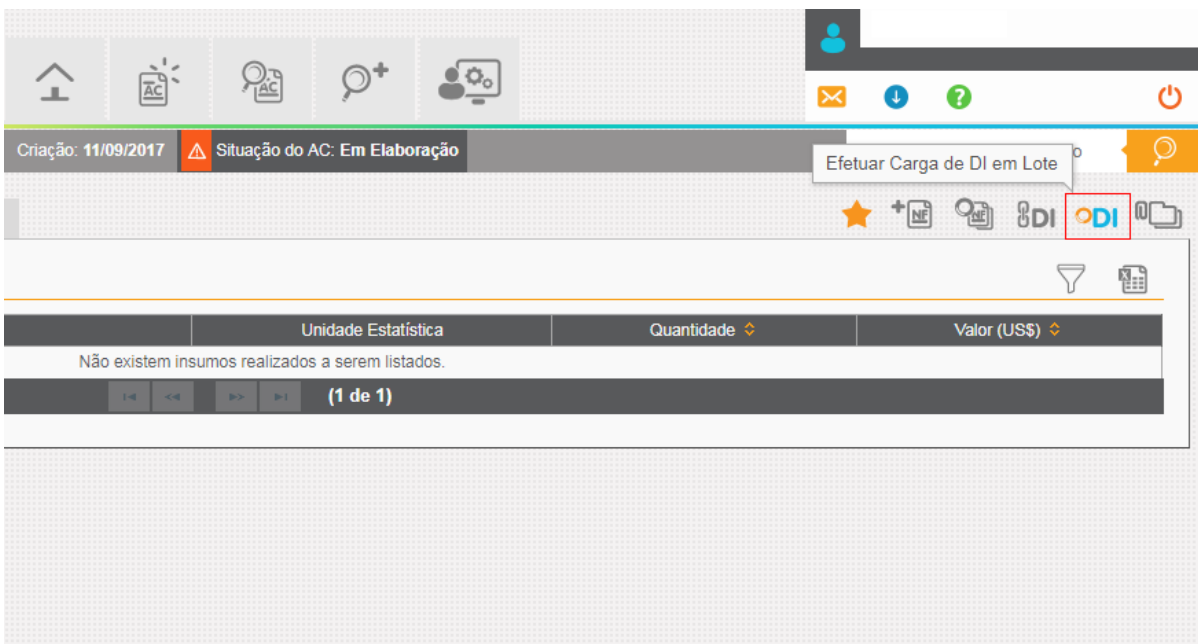 AC
AC
Criação: 11/09/2017
Situação do AC: Em Elaboração
o
Efetuar Carga de DI em Lote
NF
NF
DI
DI
Unidade Estatística
Quantidade
Valor (US$)
Não existem insumos realizados a serem listados.
(1 de 1)